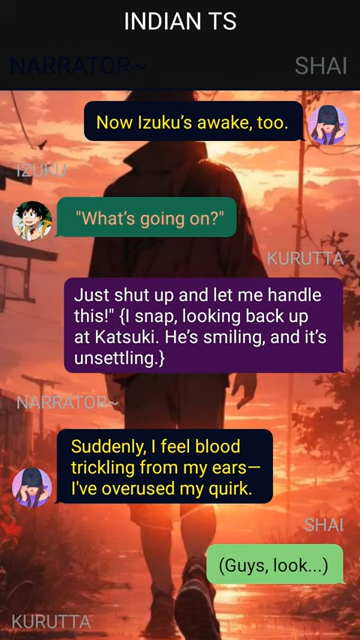 INDIAN TS
NARRATOR~
SHAI
Now Izuku's awake, too.
IZUKU
"What's going on?"
KURUTTA
Just shut up and let me handle
this!" {I snap, looking back up
at Katsuki. He's smiling, and it's
unsettling.}
NARRATOR~
Suddenly, I feel blood
trickling from my ears—
I've overused my quirk.
SHAI
(Guys, look...)
KURUTTA